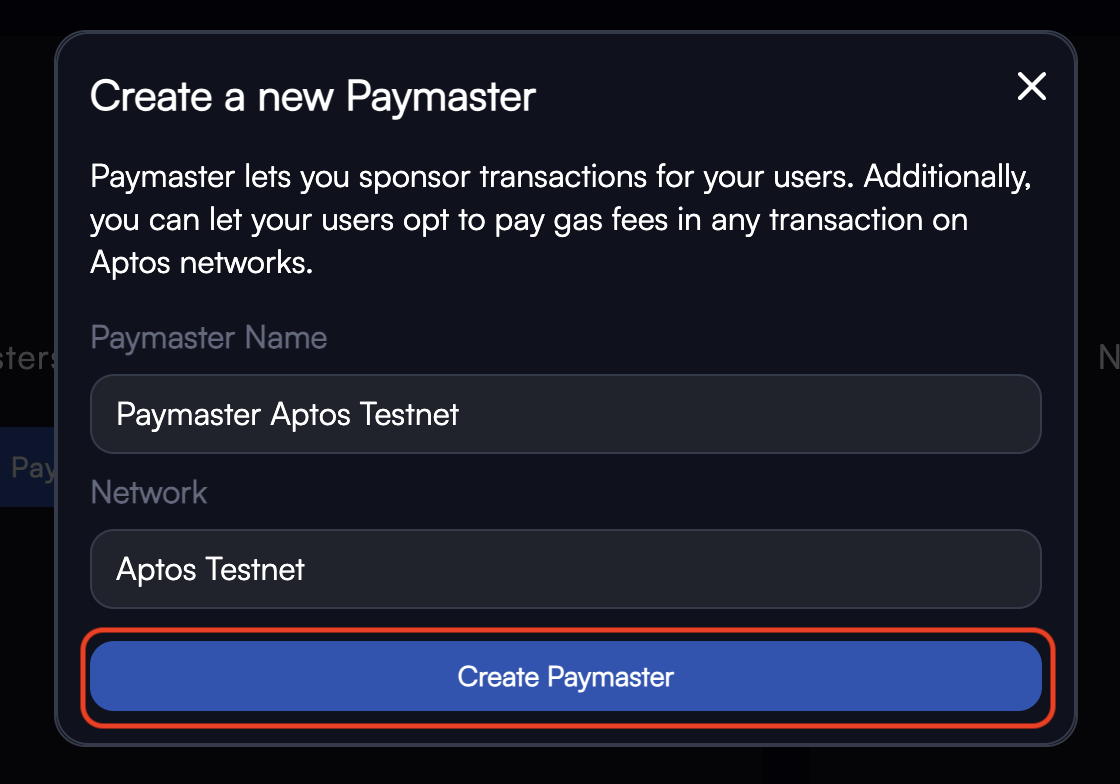 Create a new Paymaster
Paymaster lets you sponsor transactions for your users. Additionally,
you can let your users opt to pay gas fees in any transaction on
Aptos networks.
Paymaster Name
Paymaster Aptos Testnet
Network
Aptos Testnet
Create Paymaster